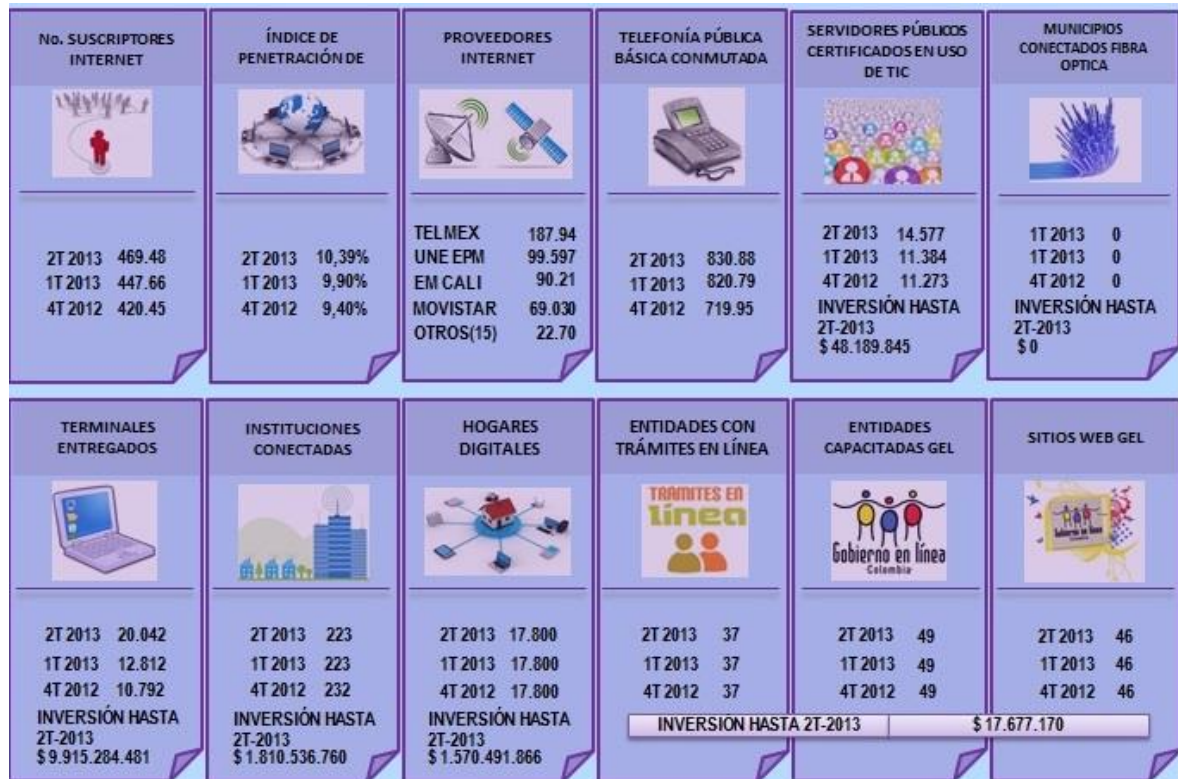 No. SUSCRIPTORES
INTERNET
2T 2013 469.48
1T 2013 447.66
4T 2012 420.45
ÍNDICE DE
PENETRACIÓN DE
2T 2013 10,39%
1T 2013 9,90%
4T 2012 9,40%
PROVEEDORES
INTERNET
TELMEX 187.94
UNE EPM 99.597
EM CALI 90.21
MOVISTAR 69.030
OTROS(15) 22.70
TELEFONÍA PÚBLICA
BÁSICA CONMUTADA
2T 2013 830.88
1T 2013 820.79
4T 2012 719.95
SERVIDORES PÚBLICOS
CERTIFICADOS EN USO
DE TIC
2T 2013 14.577
1T 2013 11.384
4T 2012 11.273
INVERSIÓN HASTA
2T-2013
$ 48.189.845
MUNICIPIOS
CONECTADOS FIBRA
OPTICA
1T 2013 0
1T 2013 0
4T 2012 0
INVERSIÓN HASTA
2T-2013
$ 0
TERMINALES
ENTREGADOS
2T 2013 20.042
1T 2013 12.812
4T 2012 10.792
INVERSIÓN HASTA
2T-2013
$ 9.915.284.481
INSTITUCIONES
CONECTADAS
2T 2013 223
1T 2013 223
4T 2012 232
INVERSIÓN HASTA
2T-2013
$ 1.810.536.760
HOGARES
DIGITALES
2T 2013 17.800
1T 2013 17.800
4T 2012 17.800
INVERSIÓN HASTA
2T-2013
$ 1.570.491.866
ENTIDADES CON
TRÁMITES EN LÍNEA
TRAMITES EN
línea
2T 2013 37
1T 2013 37
4T 2012 37
ENTIDADES
CAPACITADAS GEL
Gobierno en línea
Colombia
2T 2013 49
1T 2013 49
4T 2012 49
SITIOS WEB GEL
Gobierno en línea
2T 2013 46
1T 2013 46
4T 2012 46
INVERSIÓN HASTA 2T-2013 $ 17.677.170